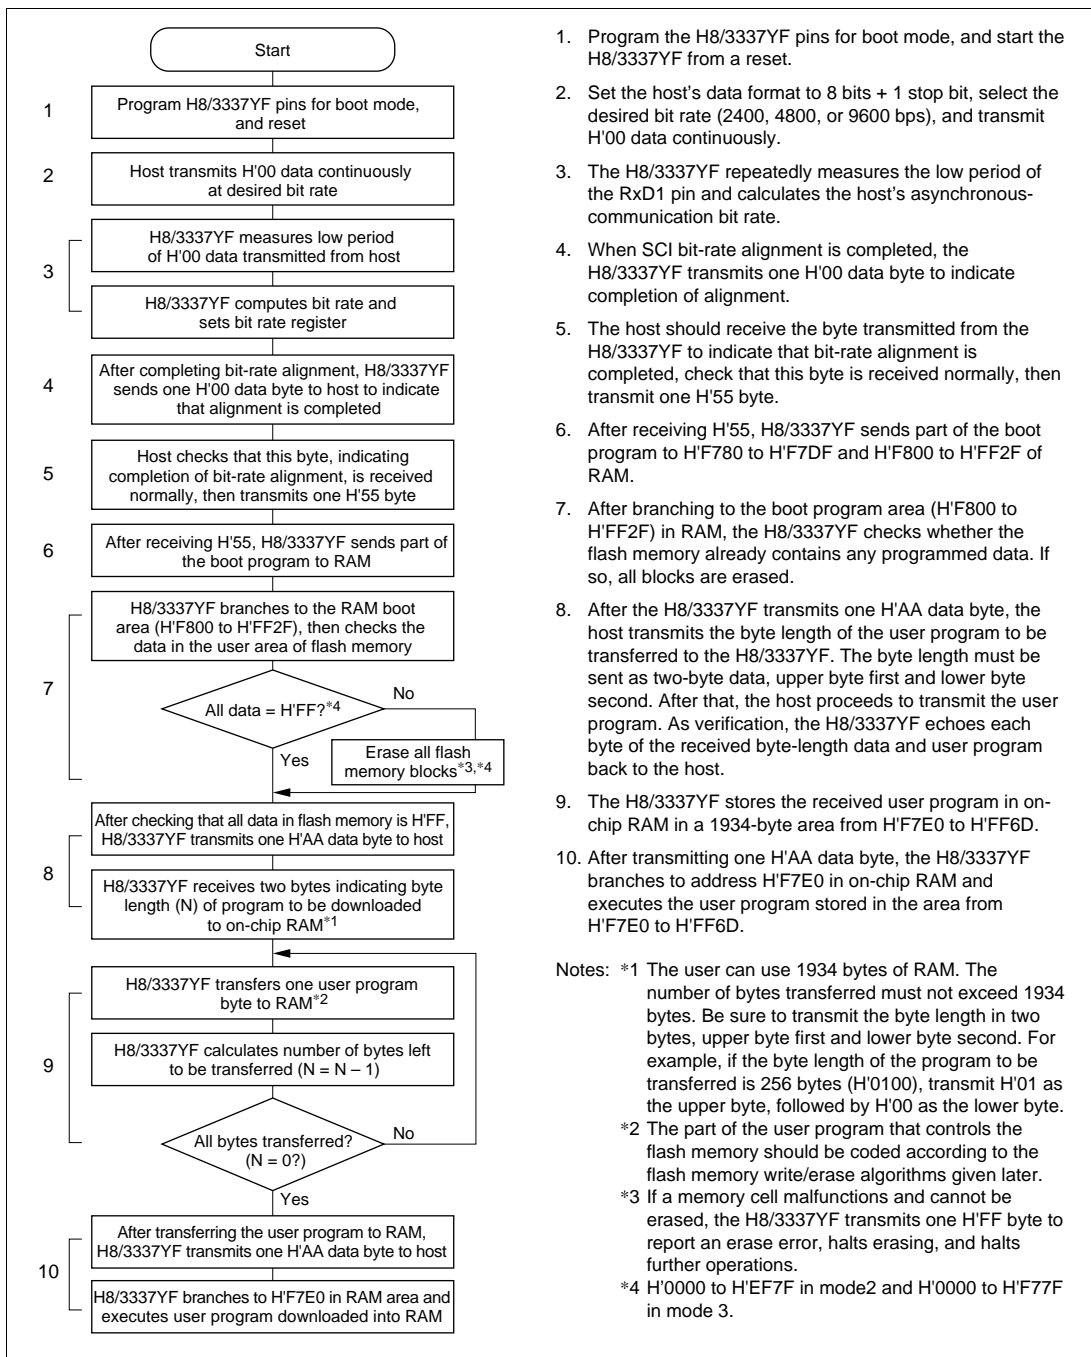 Start
1
Program H8/3337YF pins for boot mode,
and reset
2
Host transmits H'00 data continuously
at desired bit rate
3
H8/3337YF measures low period
of H'00 data transmitted from host
H8/3337YF computes bit rate and
sets bit rate register
4
After completing bit-rate alignment, H8/3337YF
sends one H'00 data byte to host to indicate
that alignment is completed
5
Host checks that this byte, indicating
completion of bit-rate alignment, is received
normally, then transmits one H'55 byte
6
After receiving H'55, H8/3337YF sends part of
the boot program to RAM
7
H8/3337YF branches to the RAM boot
area (H'F800 to H'FF2F), then checks the
data in the user area of flash memory
All data = H'FF?*4
No
Yes
Erase all flash
memory blocks*3,*4
8
After checking that all data in flash memory is H'FF,
H8/3337YF transmits one H'AA data byte to host
H8/3337YF receives two bytes indicating byte
length (N) of program to be downloaded
to on-chip RAM*1
9
H8/3337YF transfers one user program
byte to RAM*2
H8/3337YF calculates number of bytes left
to be transferred (N = N – 1)
All bytes transferred?
(N = 0?)
No
Yes
10
After transferring the user program to RAM,
H8/3337YF transmits one H'AA data byte to host
H8/3337YF branches to H'F7E0 in RAM area and
executes user program downloaded into RAM
1. Program the H8/3337YF pins for boot mode, and start the
H8/3337YF from a reset.
2. Set the host's data format to 8 bits + 1 stop bit, select the
desired bit rate (2400, 4800, or 9600 bps), and transmit
H'00 data continuously.
3. The H8/3337YF repeatedly measures the low period of
the RxD1 pin and calculates the host's asynchronous-
communication bit rate.
4. When SCI bit-rate alignment is completed, the
H8/3337YF transmits one H'00 data byte to indicate
completion of alignment.
5. The host should receive the byte transmitted from the
H8/3337YF to indicate that bit-rate alignment is
completed, check that this byte is received normally, then
transmit one H'55 byte.
6. After receiving H'55, H8/3337YF sends part of the boot
program to H'F780 to H'F7DF and H'F800 to H'FF2F of
RAM.
7. After branching to the boot program area (H'F800 to
H'FF2F) in RAM, the H8/3337YF checks whether the
flash memory already contains any programmed data. If
so, all blocks are erased.
8. After the H8/3337YF transmits one H'AA data byte, the
host transmits the byte length of the user program to be
transferred to the H8/3337YF. The byte length must be
sent as two-byte data, upper byte first and lower byte
second. After that, the host proceeds to transmit the user
program. As verification, the H8/3337YF echoes each
byte of the received byte-length data and user program
back to the host.
9. The H8/3337YF stores the received user program in on-
chip RAM in a 1934-byte area from H'F7E0 to H'FF6D.
10. After transmitting one H'AA data byte, the H8/3337YF
branches to address H'F7E0 in on-chip RAM and
executes the user program stored in the area from
H'F7E0 to H'FF6D.
Notes: *1 The user can use 1934 bytes of RAM. The
number of bytes transferred must not exceed 1934
bytes. Be sure to transmit the byte length in two
bytes, upper byte first and lower byte second. For
example, if the byte length of the program to be
transferred is 256 bytes (H'0100), transmit H'01 as
the upper byte, followed by H'00 as the lower byte.
*2 The part of the user program that controls the
flash memory should be coded according to the
flash memory write/erase algorithms given later.
*3 If a memory cell malfunctions and cannot be
erased, the H8/3337YF transmits one H'FF byte to
report an erase error, halts erasing, and halts
further operations.
*4 H'0000 to H'EF7F in mode2 and H'0000 to H'F77F
in mode 3.